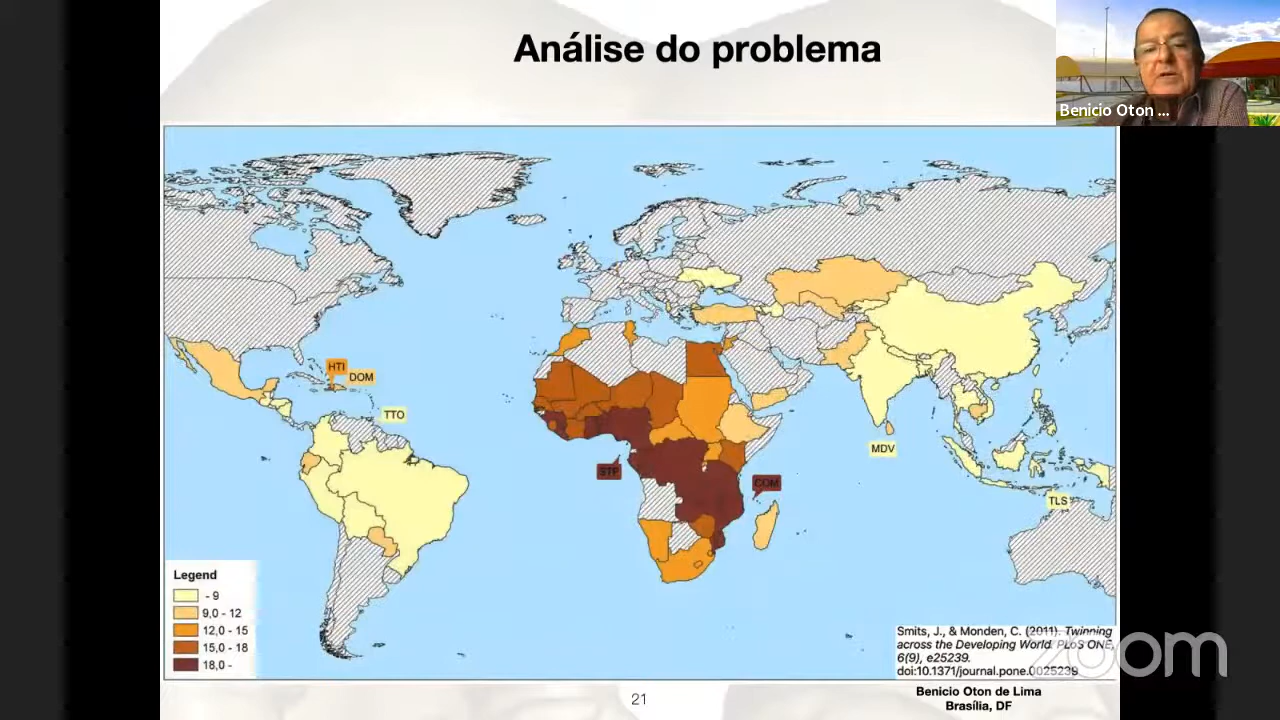 Análise do problema
Benicio Oton ...
HTI
DOM
TTO
STP
COM
MDV
TLS
Legend
- 9
9,0 - 12
12,0 - 15
15,0 - 18
18,0 -
Smits, J., & Monden, C. (2011). Twinning
across the Developing World. PLoS ONE,
6(9), e25239.
doi:10.1371/journal.pone.0025239
zoom
21
Benicio Oton de Lima
Brasília, DF